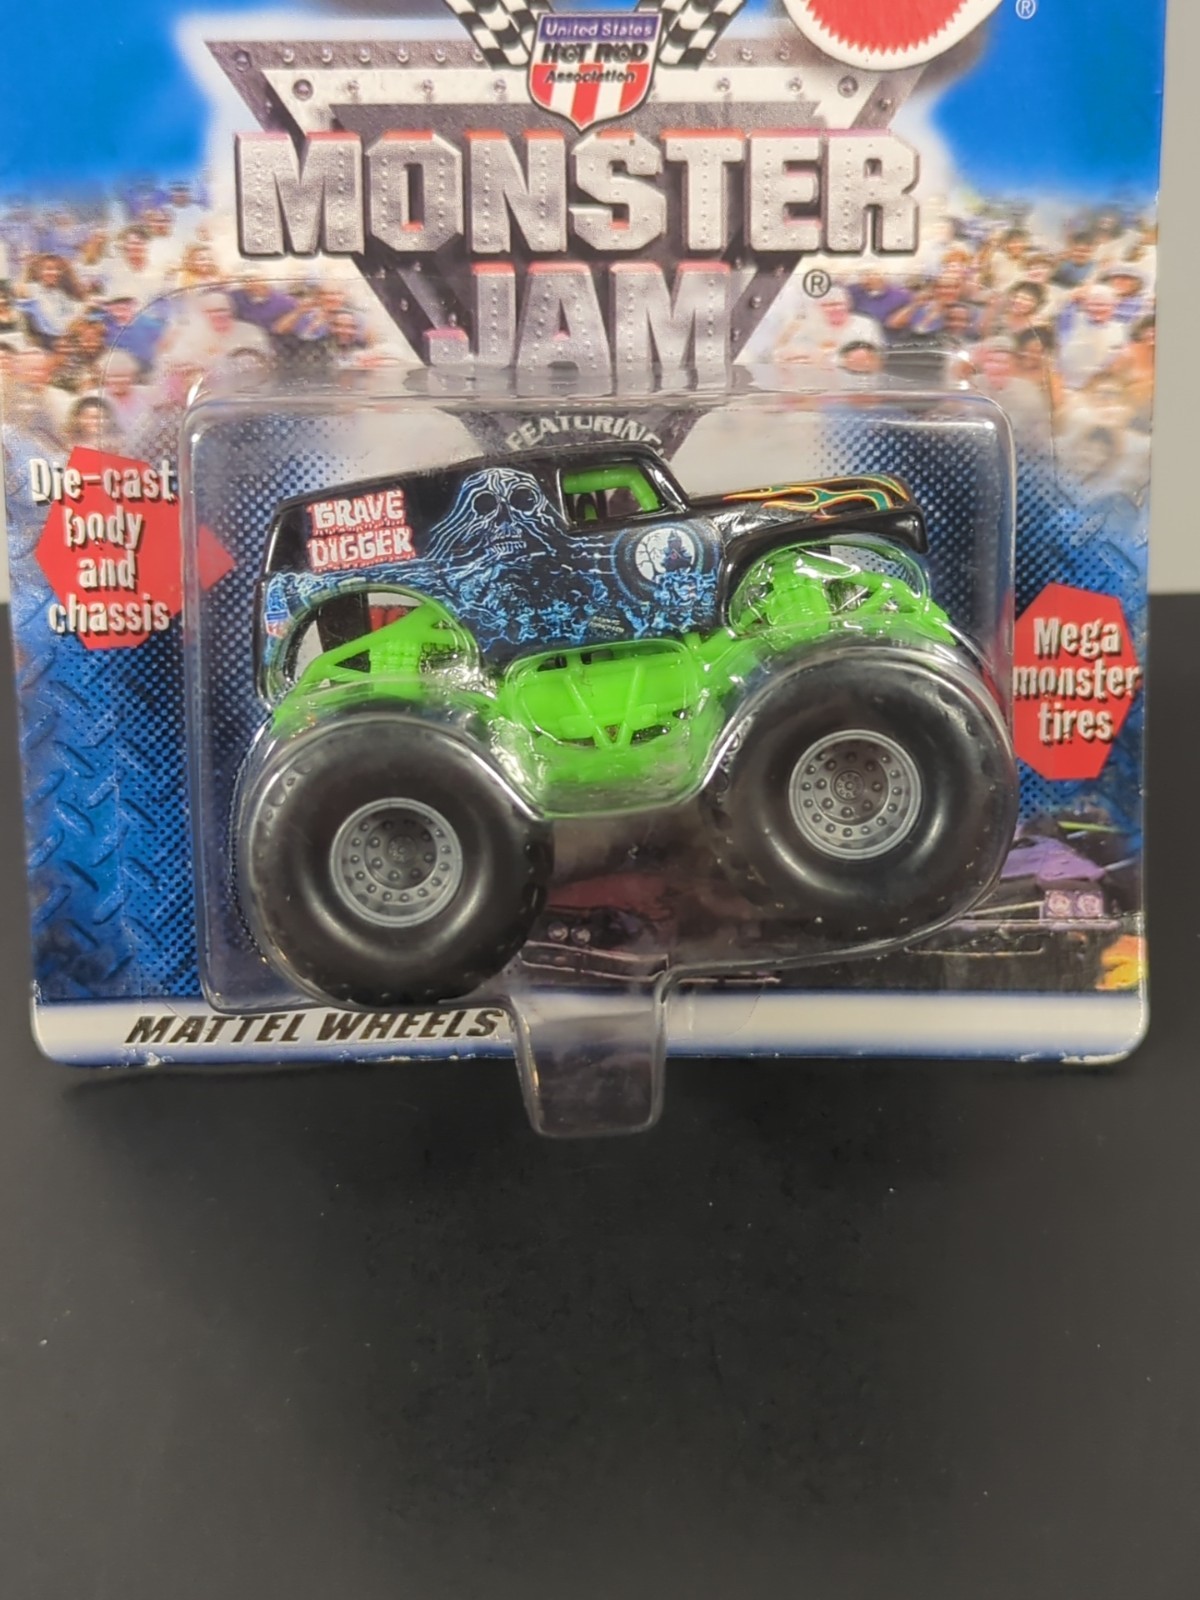 ®
United States
HOT ROD
Association
MONSTER
JAM
®
FEATURING
Die-cast
body
and
chassis
GRAVE
DIGGER
Mega
monster
tires
MATTEL WHEELS